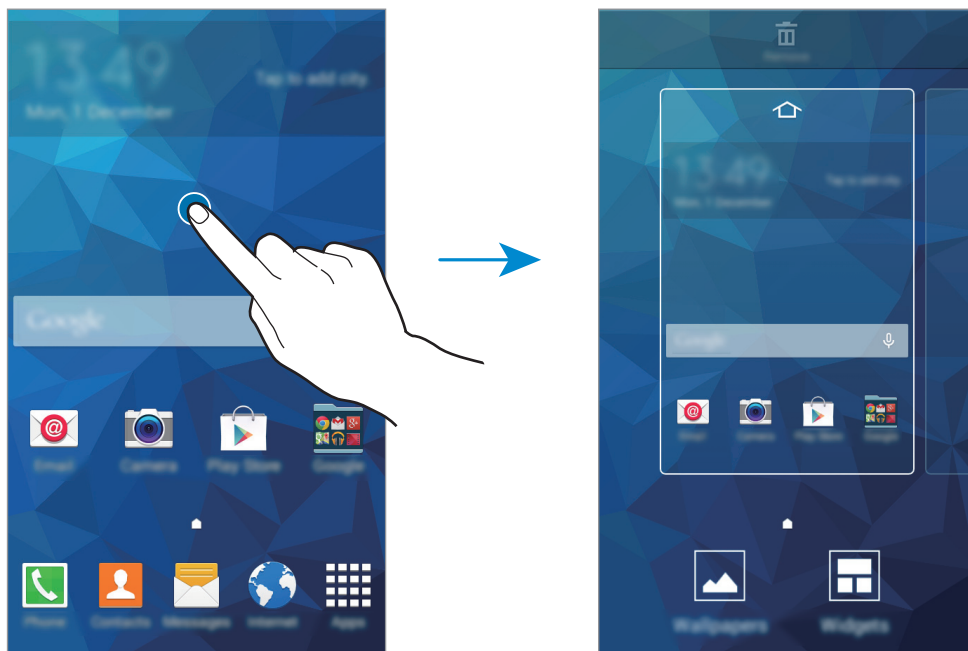 13:49
Tap to add city
Mon, 1 December
Google
Email
Camera
Play Store
Google
Phone
Contacts
Messages
Internet
Apps
Remove
13:49
Tap to add city
Mon, 1 December
Google
Email
Camera
Play Store
Google
Wallpapers
Widgets